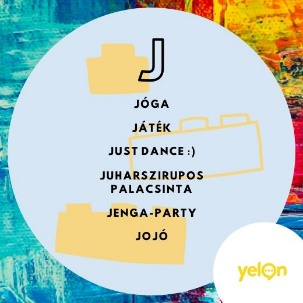 J
JÓGA
JÁTÉK
JUST DANCE :)
JUHARSZIRUPOS
PALACSINTA
JENGA-PARTY
JOJÓ
yelon